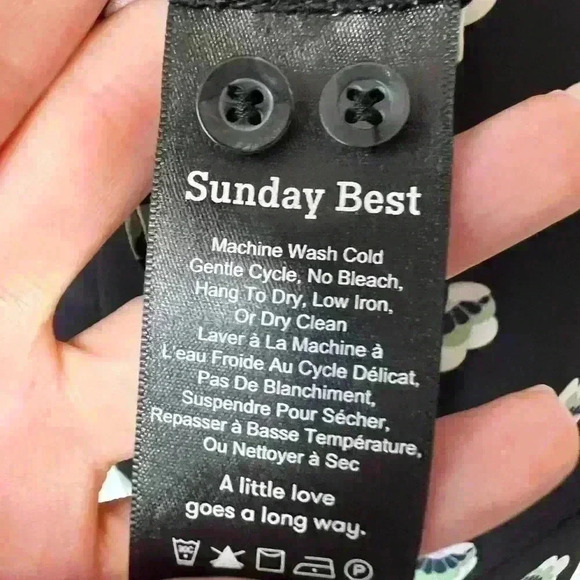 Sunday Best
Machine Wash Cold
Gentle Cycle, No Bleach,
Hang To Dry, Low Iron,
Or Dry Clean
Laver à La Machine à
L'eau Froide Au Cycle Délicat,
Pas De Blanchiment,
Suspendre Pour Sécher,
Repasser à Basse Température,
Ou Nettoyer à Sec
A little love
goes a long way.
30C P